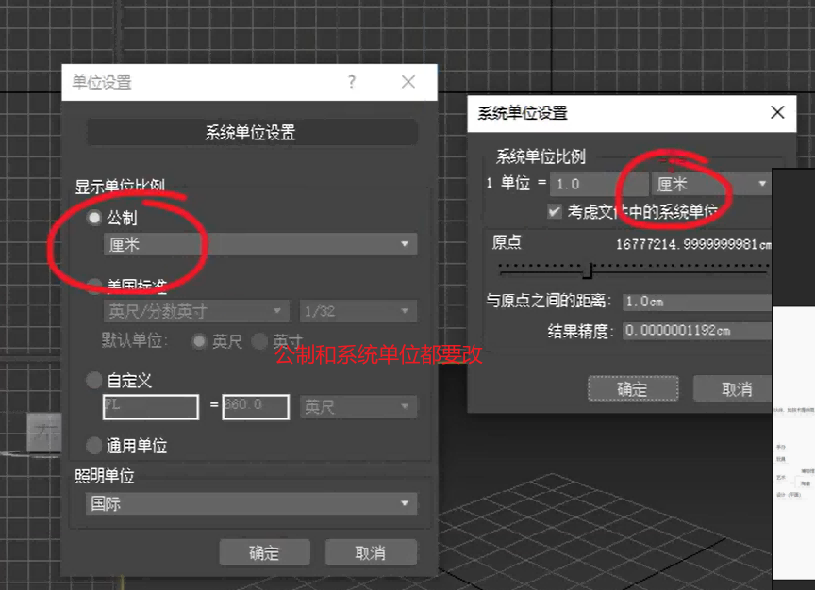 单位设置
系统单位设置
显示单位比例
公制
厘米
美国标准
英尺/分数英寸 1/32
默认单位: 英尺 英寸
公制和系统单位都要改
自定义
FL = 660.0 英尺
通用单位
照明单位
国际
确定 取消
系统单位设置
系统单位比例
1 单位 = 1.0 厘米
考虑文件中的系统单位
原点 16777214.9999999981cm
与原点之间的距离: 1.0cm
结果精度: 0.0000001192cm
确定 取消